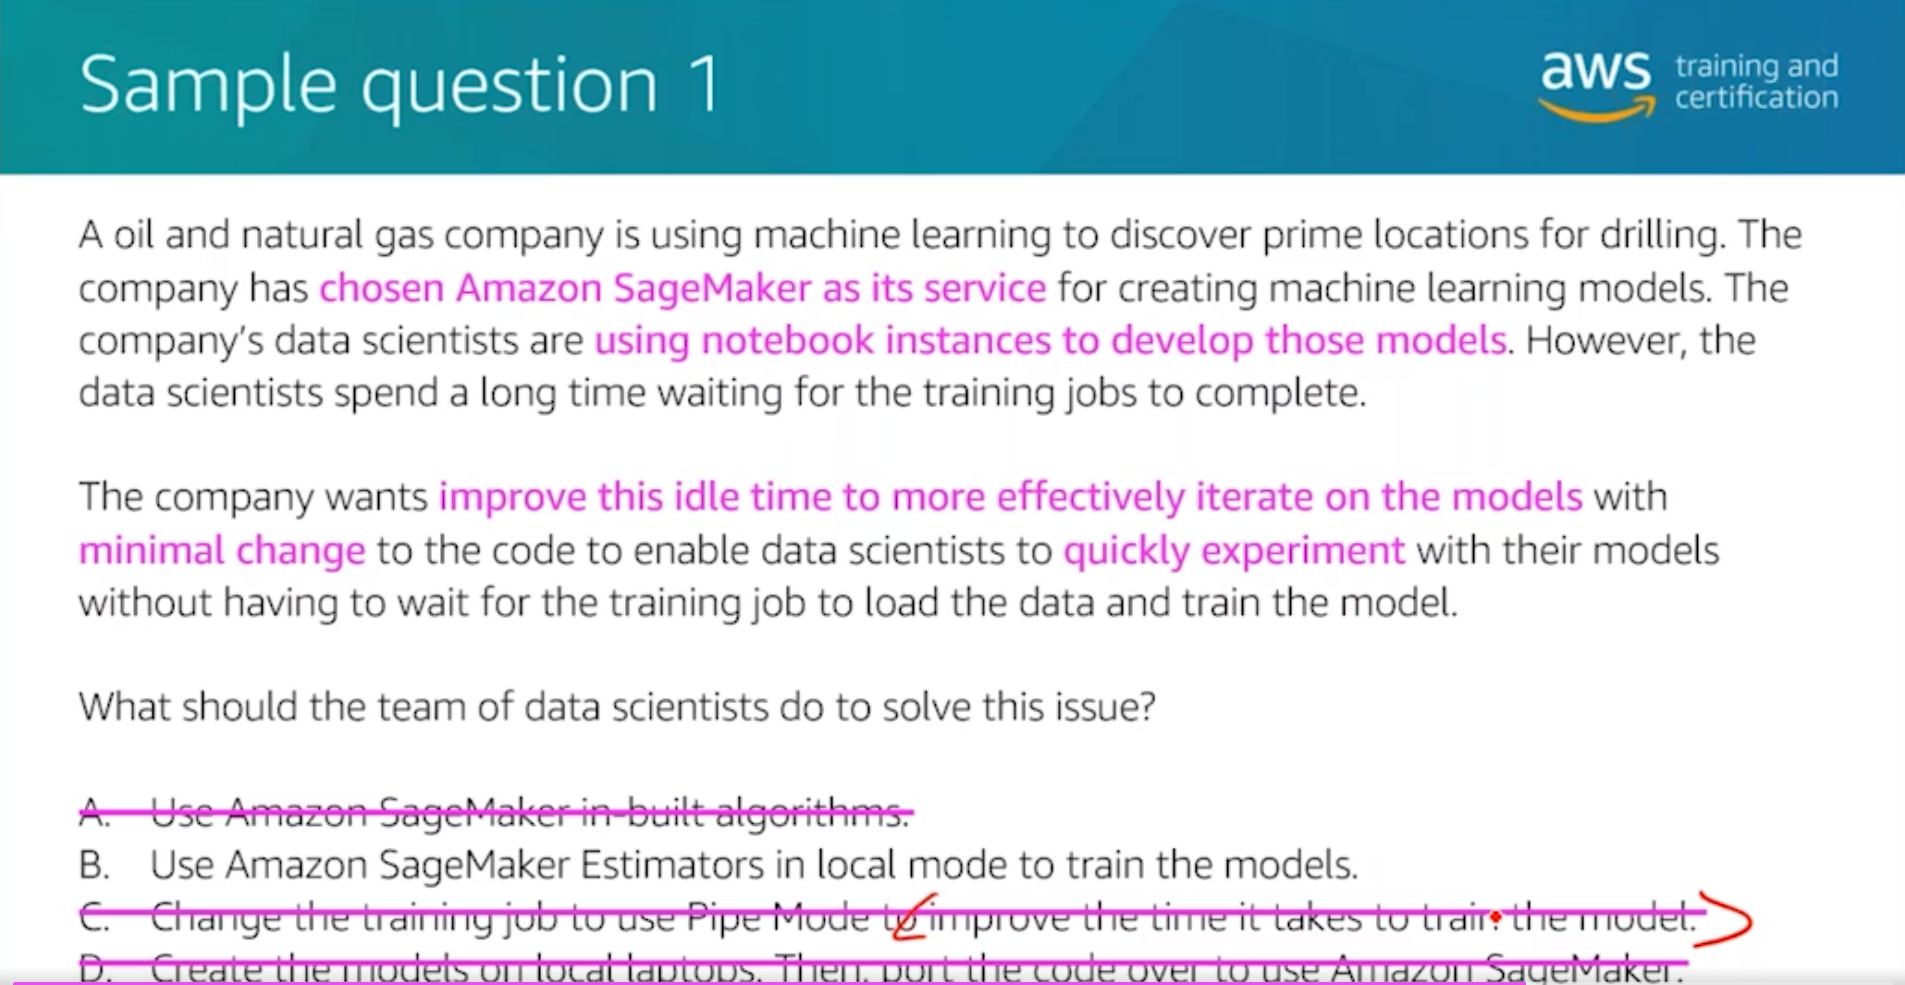 Sample question 1
aws training and
certification
A oil and natural gas company is using machine learning to discover prime locations for drilling. The
company has chosen Amazon SageMaker as its service for creating machine learning models. The
company's data scientists are using notebook instances to develop those models. However, the
data scientists spend a long time waiting for the training jobs to complete.
The company wants improve this idle time to more effectively iterate on the models with
minimal change to the code to enable data scientists to quickly experiment with their models
without having to wait for the training job to load the data and train the model.
What should the team of data scientists do to solve this issue?
A. Use Amazon SageMaker in-built algorithms.
B. Use Amazon SageMaker Estimators in local mode to train the models.
C. Change the training job to use Pipe Mode to improve the time it takes to train the model.
D. Create the models on local laptops. Then, port the code over to use Amazon SageMaker.